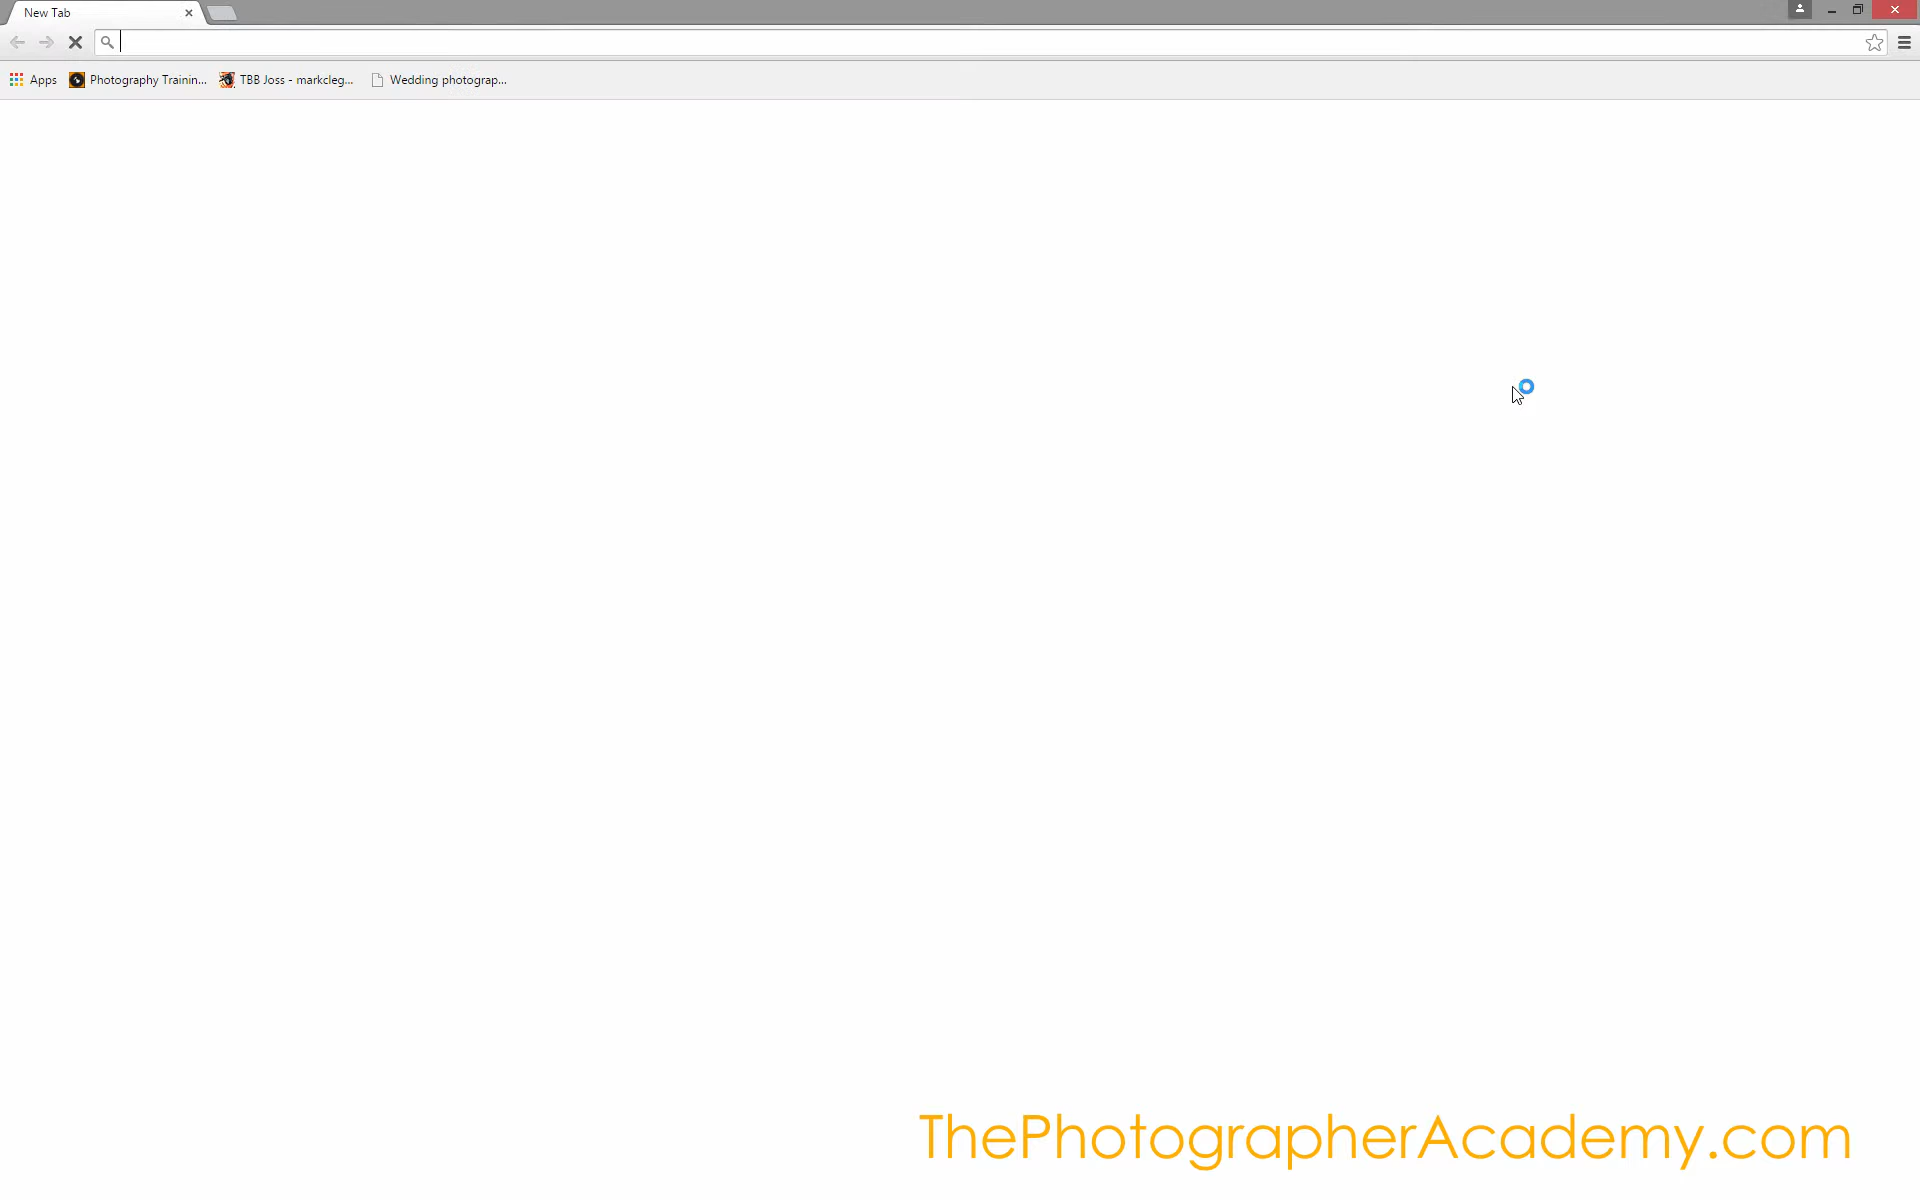 New Tab
Apps
Photography Trainin...
TBB Joss - markcleg...
Wedding photograp...
ThePhotographerAcademy.com